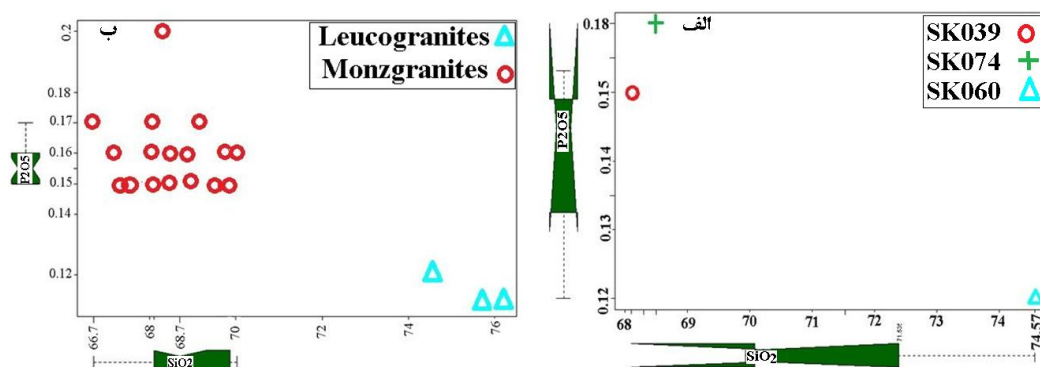 ب
Leucogranites
Monzgranites
0.2
0.18
0.17
0.16
0.15
0.14
0.12
P2O5
66.7
68
68.7
70
72
74
76
SiO2
الف
SK039
SK074
SK060
0.18
0.15
0.14
0.13
0.12
P2O5
68
69
70
71
72
71.835
73
74
74.57
SiO2